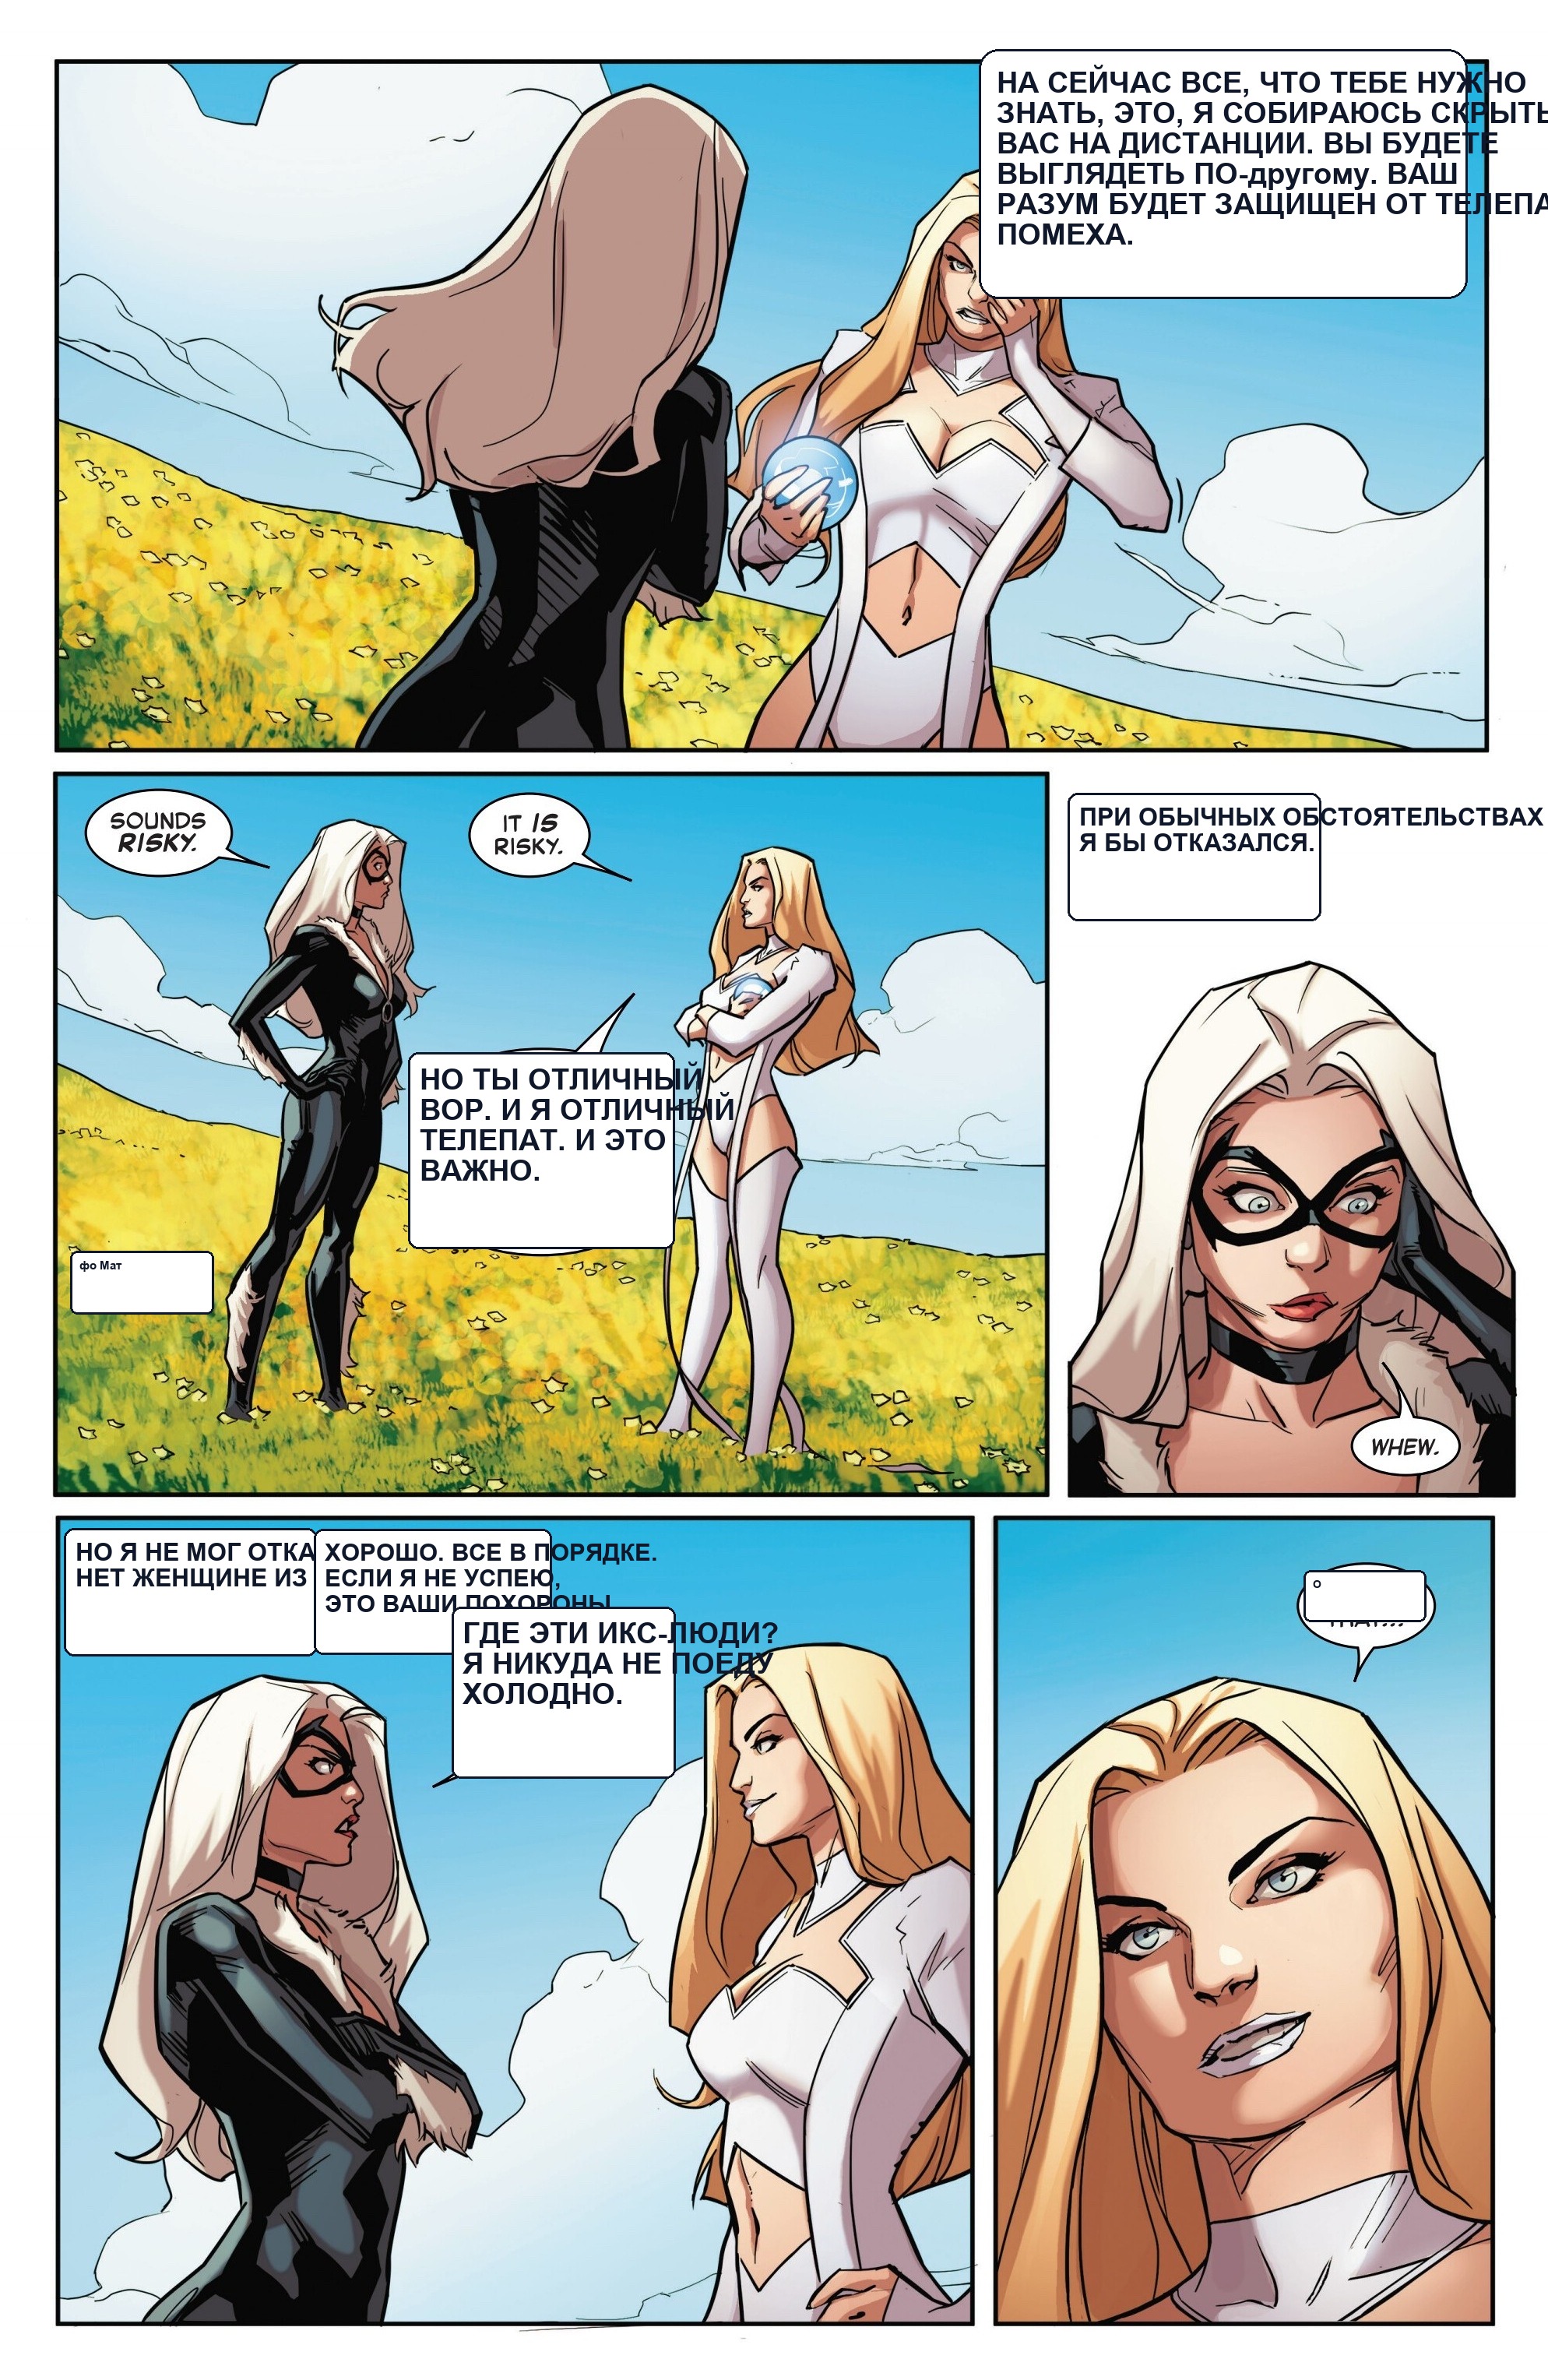 НА СЕЙЧАС ВСЕ, ЧТО ТЕБЕ НУЖНО
ЗНАТЬ, ЭТО, Я СОБИРАЮСЬ СКРЫТЬ
ВАС НА ДИСТАНЦИИ. ВЫ БУДЕТЕ
ВЫГЛЯДЕТЬ ПО-другому. ВАШ
РАЗУМ БУДЕТ ЗАЩИЩЕН ОТ
ПОМЕХА.
SOUNDS
RISKY.
IT IS
RISKY.
НО ТЫ ОТЛИЧНЫЙ
ВОР. И Я ОТЛИЧНЫЙ
ТЕЛЕПАТ. И ЭТО
ВАЖНО.
фо Мат
ПРИ ОБЫЧНЫХ ОБСТОЯТЕЛЬСТВАХ
Я БЫ ОТКАЗАЛСЯ.
WHEW.
НО Я НЕ МОГ
НЕТ ЖЕНЩИНЕ ИЗ
ХОРОШО. ВСЕ В ПОРЯДКЕ.
ЕСЛИ Я НЕ УСПЕЮ,
ЭТО ВАШИ ПОХОРОНЫ
ГДЕ ЭТИ ИКС-ЛЮДИ?
Я НИКУДА НЕ ПОЕДУ
ХОЛОДНО.
О